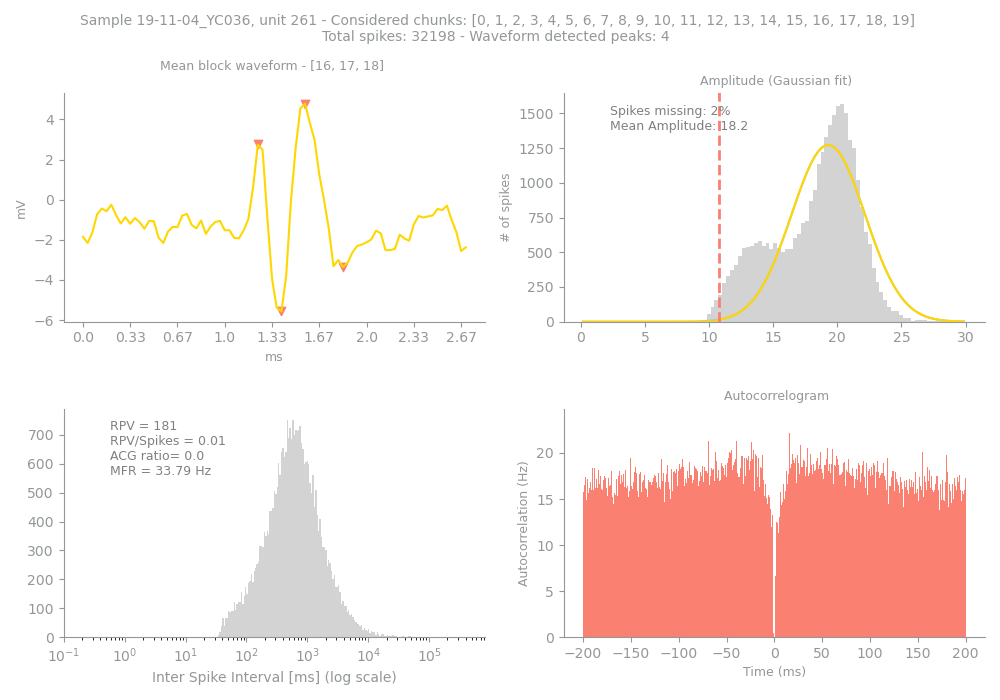 Sample 19-11-04_YC036, unit 261 - Considered chunks: [0, 1, 2, 3, 4, 5, 6, 7, 8, 9, 10, 11, 12, 13, 14, 15, 16, 17, 18, 19]
Total spikes: 32198 - Waveform detected peaks: 4
Mean block waveform - [16, 17, 18]
4
2
0
−2
−4
−6
mV
0.0 0.33 0.67 1.0 1.33 1.67 2.0 2.33 2.67
ms
Amplitude (Gaussian fit)
Spikes missing: 2%
Mean Amplitude: 18.2
1500
1250
1000
750
500
250
0
# of spikes
0 5 10 15 20 25 30
RPV = 181
RPV/Spikes = 0.01
ACG ratio= 0.0
MFR = 33.79 Hz
700
600
500
400
300
200
100
0
10⁻¹ 10⁰ 10¹ 10² 10³ 10⁴ 10⁵
Inter Spike Interval [ms] (log scale)
Autocorrelogram
20
15
10
5
0
Autocorrelation (Hz)
−200 −150 −100 −50 0 50 100 150 200
Time (ms)